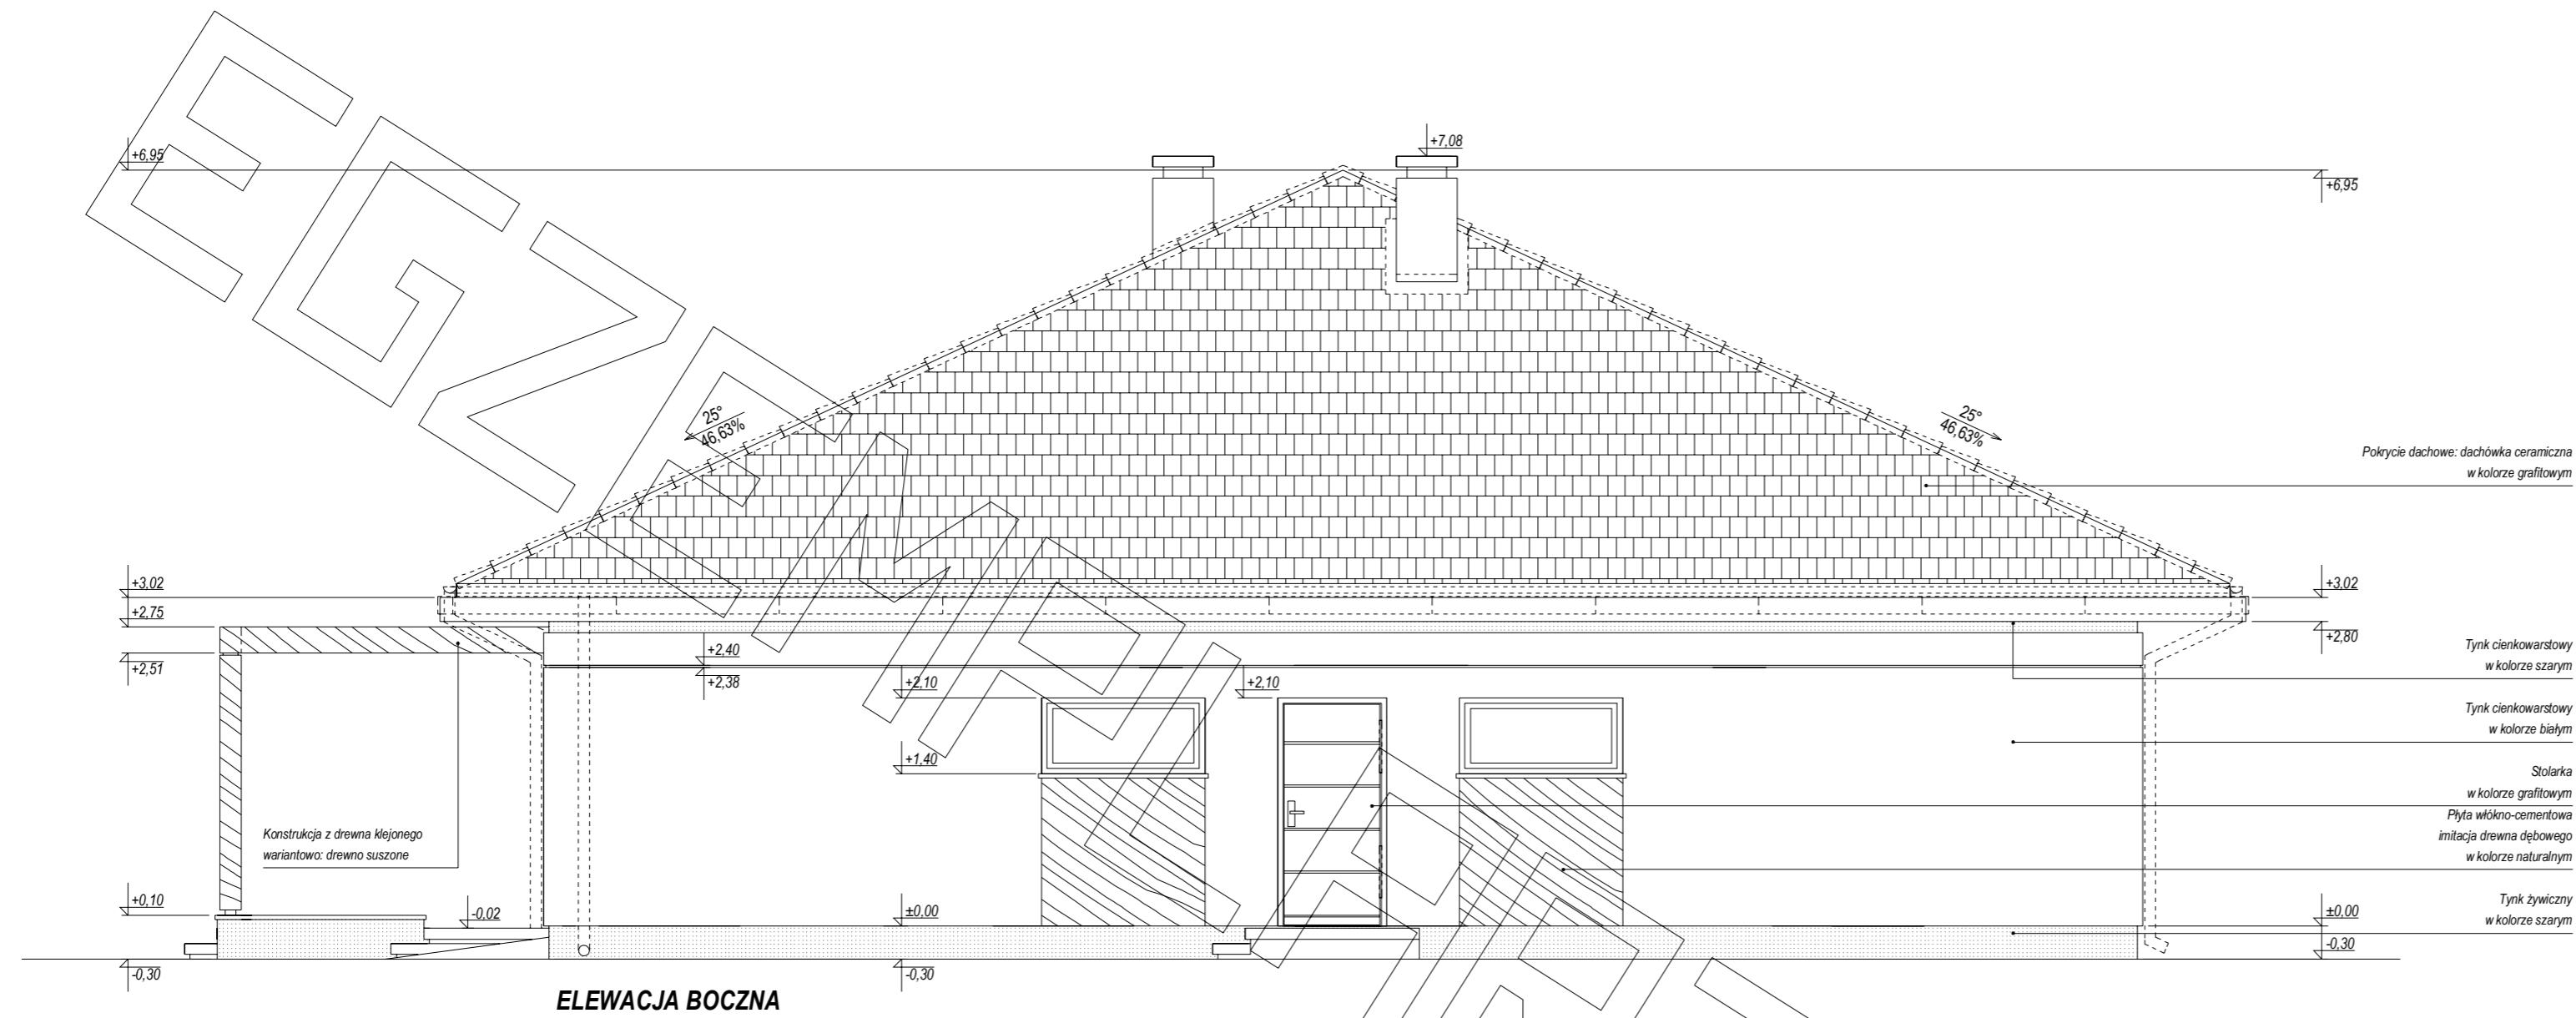 +6,95
+7,08
+6,95
25°
46,63%
25°
46,63%
Pokrycie dachowe: dachówka ceramiczna
w kolorze grafitowym
+3,02
+2,75
+2,51
+3,02
+2,80
+2,40
+2,38
+2,10
+2,10
+1,40
Tynk cienkowarstowy
w kolorze szarym
Tynk cienkowarstowy
w kolorze białym
Stolarka
w kolorze grafitowym
Płyta włókno-cementowa
imitacja drewna dębowego
w kolorze naturalnym
Konstrukcja z drewna klejonego
wariantowo: drewno suszone
+0,10
-0,02
±0,00
Tynk żywiczny
w kolorze szarym
±0,00
-0,30
-0,30
-0,30
ELEWACJA BOCZNA